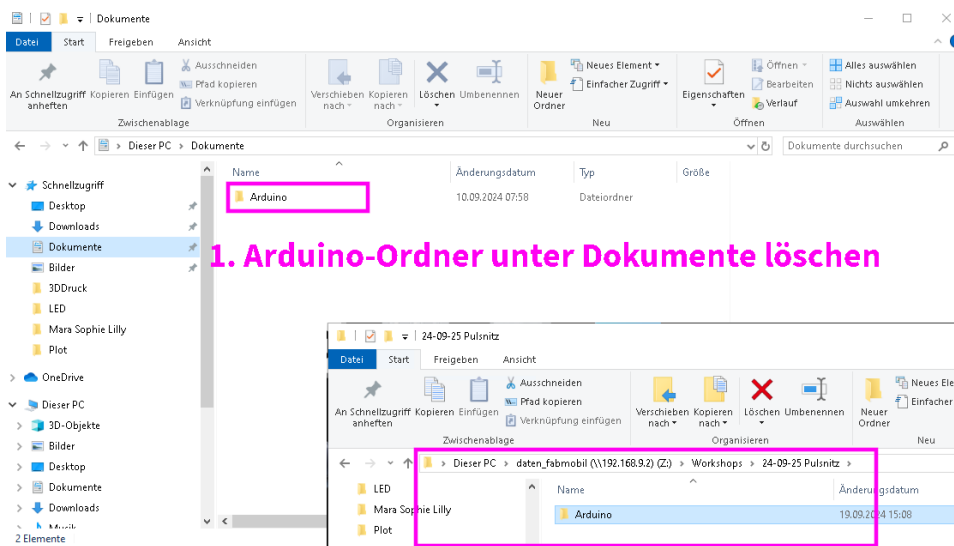 Dokumente
Datei Start Freigeben Ansicht
An Schnellzugriff anheften
Kopieren
Einfügen
Ausschneiden
Pfad kopieren
Verknüpfung einfügen
Zwischenablage
Verschieben nach
Kopieren nach
Löschen
Umbenennen
Organisieren
Neuer Ordner
Neues Element
Einfacher Zugriff
Neu
Eigenschaften
Öffnen
Bearbeiten
Verlauf
Öffnen
Alles auswählen
Nichts auswählen
Auswahl umkehren
Auswählen
Dieser PC > Dokumente
Dokumente durchsuchen
Schnellzugriff
Desktop
Downloads
Dokumente
Bilder
3DDruck
LED
Mara Sophie Lilly
Plot
OneDrive
Dieser PC
3D-Objekte
Bilder
Desktop
Dokumente
Downloads
Musik
2 Elemente
Name Änderungsdatum Typ Größe
Arduino 10.09.2024 07:58 Dateiordner
1. Arduino-Ordner unter Dokumente löschen
24-09-25 Pulsnitz
Datei Start Freigeben Ansicht
An Schnellzugriff anheften
Kopieren
Einfügen
Ausschneiden
Pfad kopieren
Verknüpfung einfügen
Zwischenablage
Verschieben nach
Kopieren nach
Löschen
Umbenennen
Organisieren
Neuer Ordner
Neues Ele
Einfacher
Neu
Dieser PC > daten_fabmobil (\\192.168.9.2) (Z:) > Workshops > 24-09-25 Pulsnitz >
LED
Mara Sophie Lilly
Plot
Name Änderungsdatum
Arduino 19.09.2024 15:08